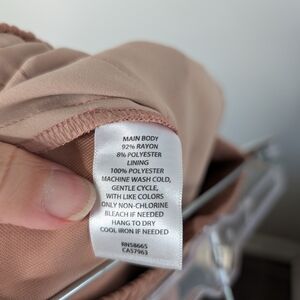 MAIN BODY
92% RAYON
8% POLYESTER
LINING
100% POLYESTER
MACHINE WASH COLD,
GENTLE CYCLE,
WITH LIKE COLORS
ONLY NON-CHLORINE
BLEACH IF NEEDED
HANG TO DRY
COOL IRON IF NEEDED
RN58665
CA57963